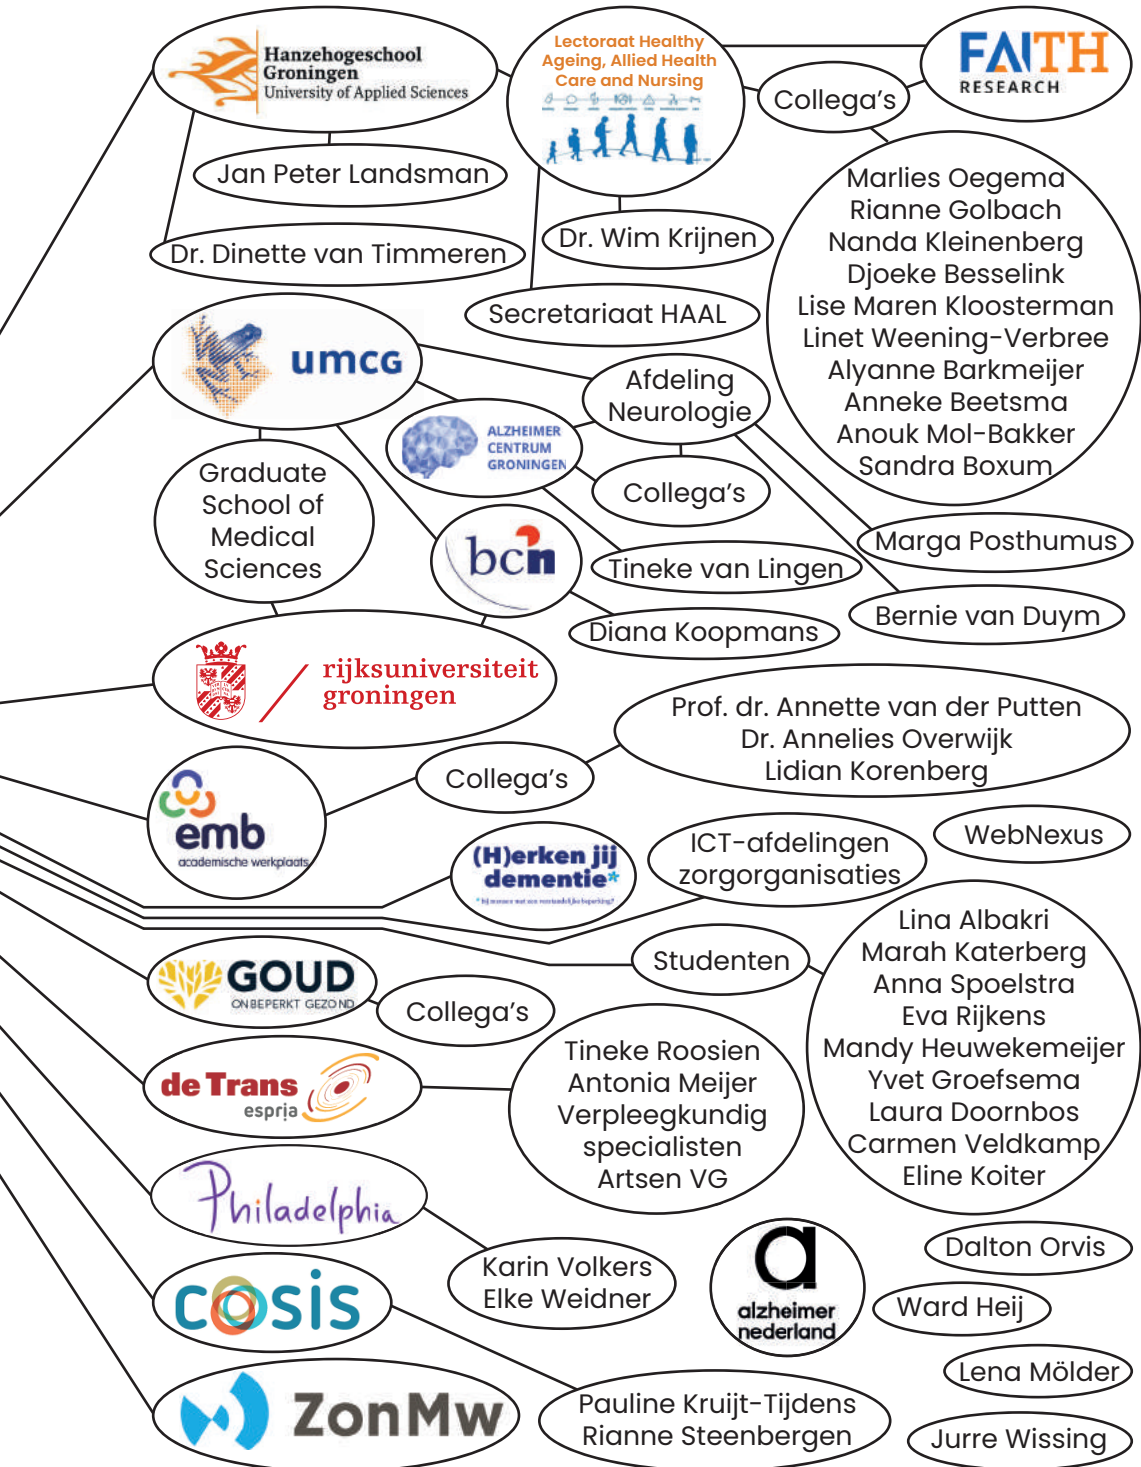 Hanzehogeschool
Groningen
University of Applied Sciences
Lectoraat Healthy
Ageing, Allied Health
Care and Nursing
FAITH
RESEARCH
Collega's
Jan Peter Landsman
Dr. Dinette van Timmeren
Dr. Wim Krijnen
Secretariaat HAAL
Marlies Oegema
Rianne Golbach
Nanda Kleinenberg
Djoeke Besselink
Lise Maren Kloosterman
Linet Weening-Verbree
Alyanne Barkmeijer
Anneke Beetsma
Anouk Mol-Bakker
Sandra Boxum
umcg
Afdeling
Neurologie
ALZHEIMER
CENTRUM
GRONINGEN
Collega's
Graduate
School of
Medical
Sciences
bcn
Tineke van Lingen
Marga Posthumus
Diana Koopmans
Bernie van Duym
rijksuniversiteit
groningen
Prof. dr. Annette van der Putten
Dr. Annelies Overwijk
Lidian Korenberg
Collega's
emb
academische werkplaats
(H)erken jij
dementie*
* bij mensen met een verstandelijke beperking?
ICT-afdelingen
zorgorganisaties
WebNexus
Studenten
Lina Albakri
Marah Katerberg
Anna Spoelstra
Eva Rijkens
Mandy Heuwekemeijer
Yvet Groefsema
Laura Doornbos
Carmen Veldkamp
Eline Koiter
GOUD
ONBEPERKT GEZOND
Collega's
de Trans
espria
Tineke Roosien
Antonia Meijer
Verpleegkundig
specialisten
Artsen VG
Philadelphia
Karin Volkers
Elke Weidner
cosis
a
alzheimer
nederland
Dalton Orvis
Ward Heij
Lena Mölder
Jurre Wissing
ZonMw
Pauline Kruijt-Tijdens
Rianne Steenbergen